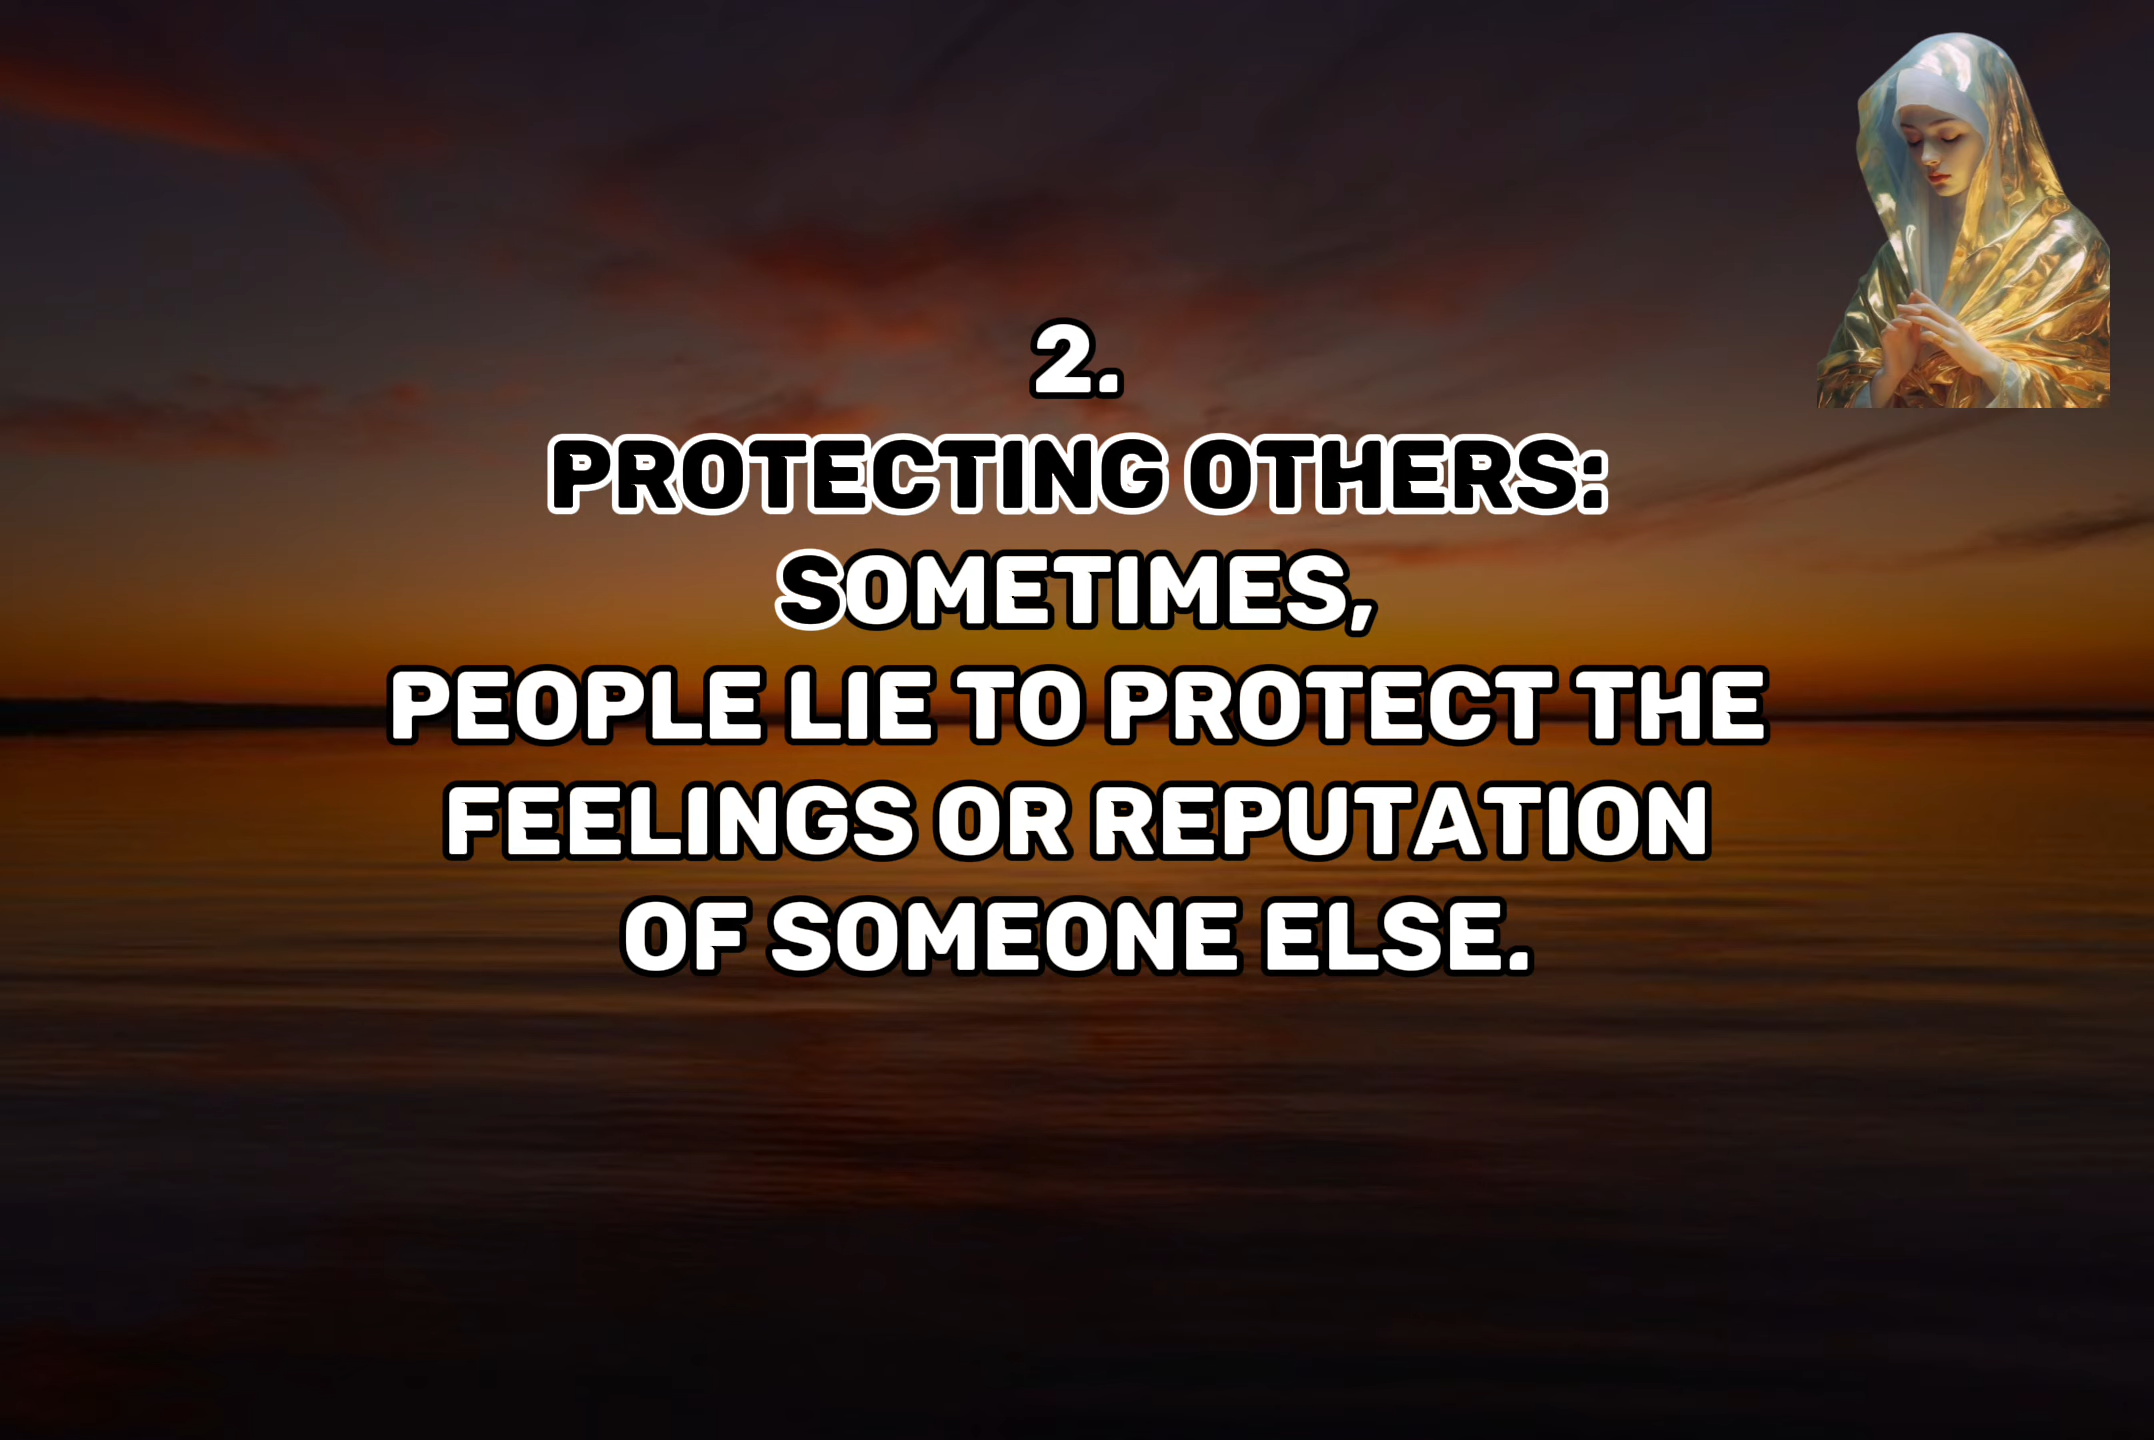 2.
PROTECTING OTHERS:
SOMETIMES,
PEOPLE LIE TO PROTECT THE
FEELINGS OR REPUTATION
OF SOMEONE ELSE.